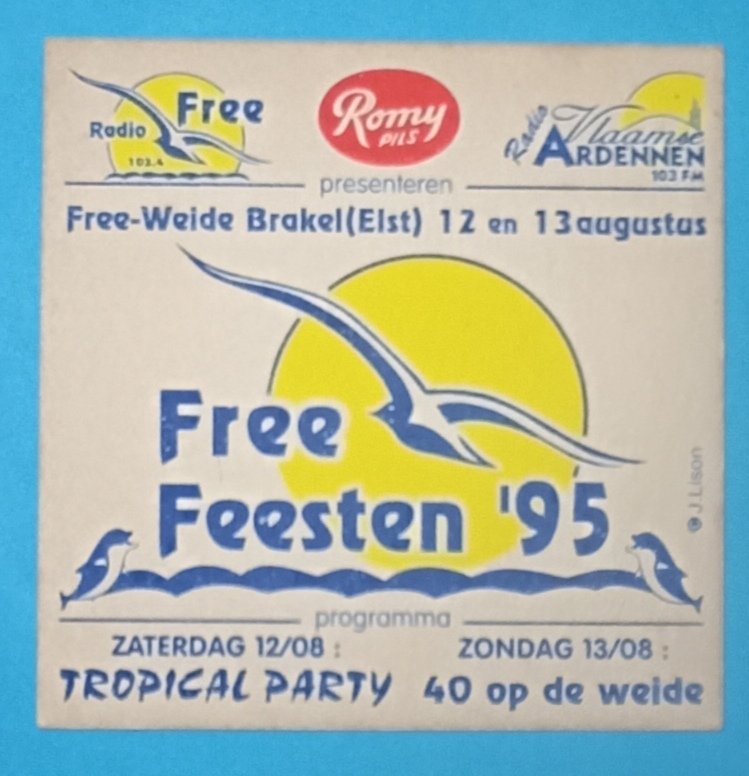 Radio Free
103.4
Romy
PILS
Radio Vlaamse
ARDENNEN
103 FM
presenteren
Free-Weide Brakel(Elst) 12 en 13 augustus
Free
Feesten '95
© J. Lison
programma
ZATERDAG 12/08 :
TROPICAL PARTY
ZONDAG 13/08 :
40 op de weide